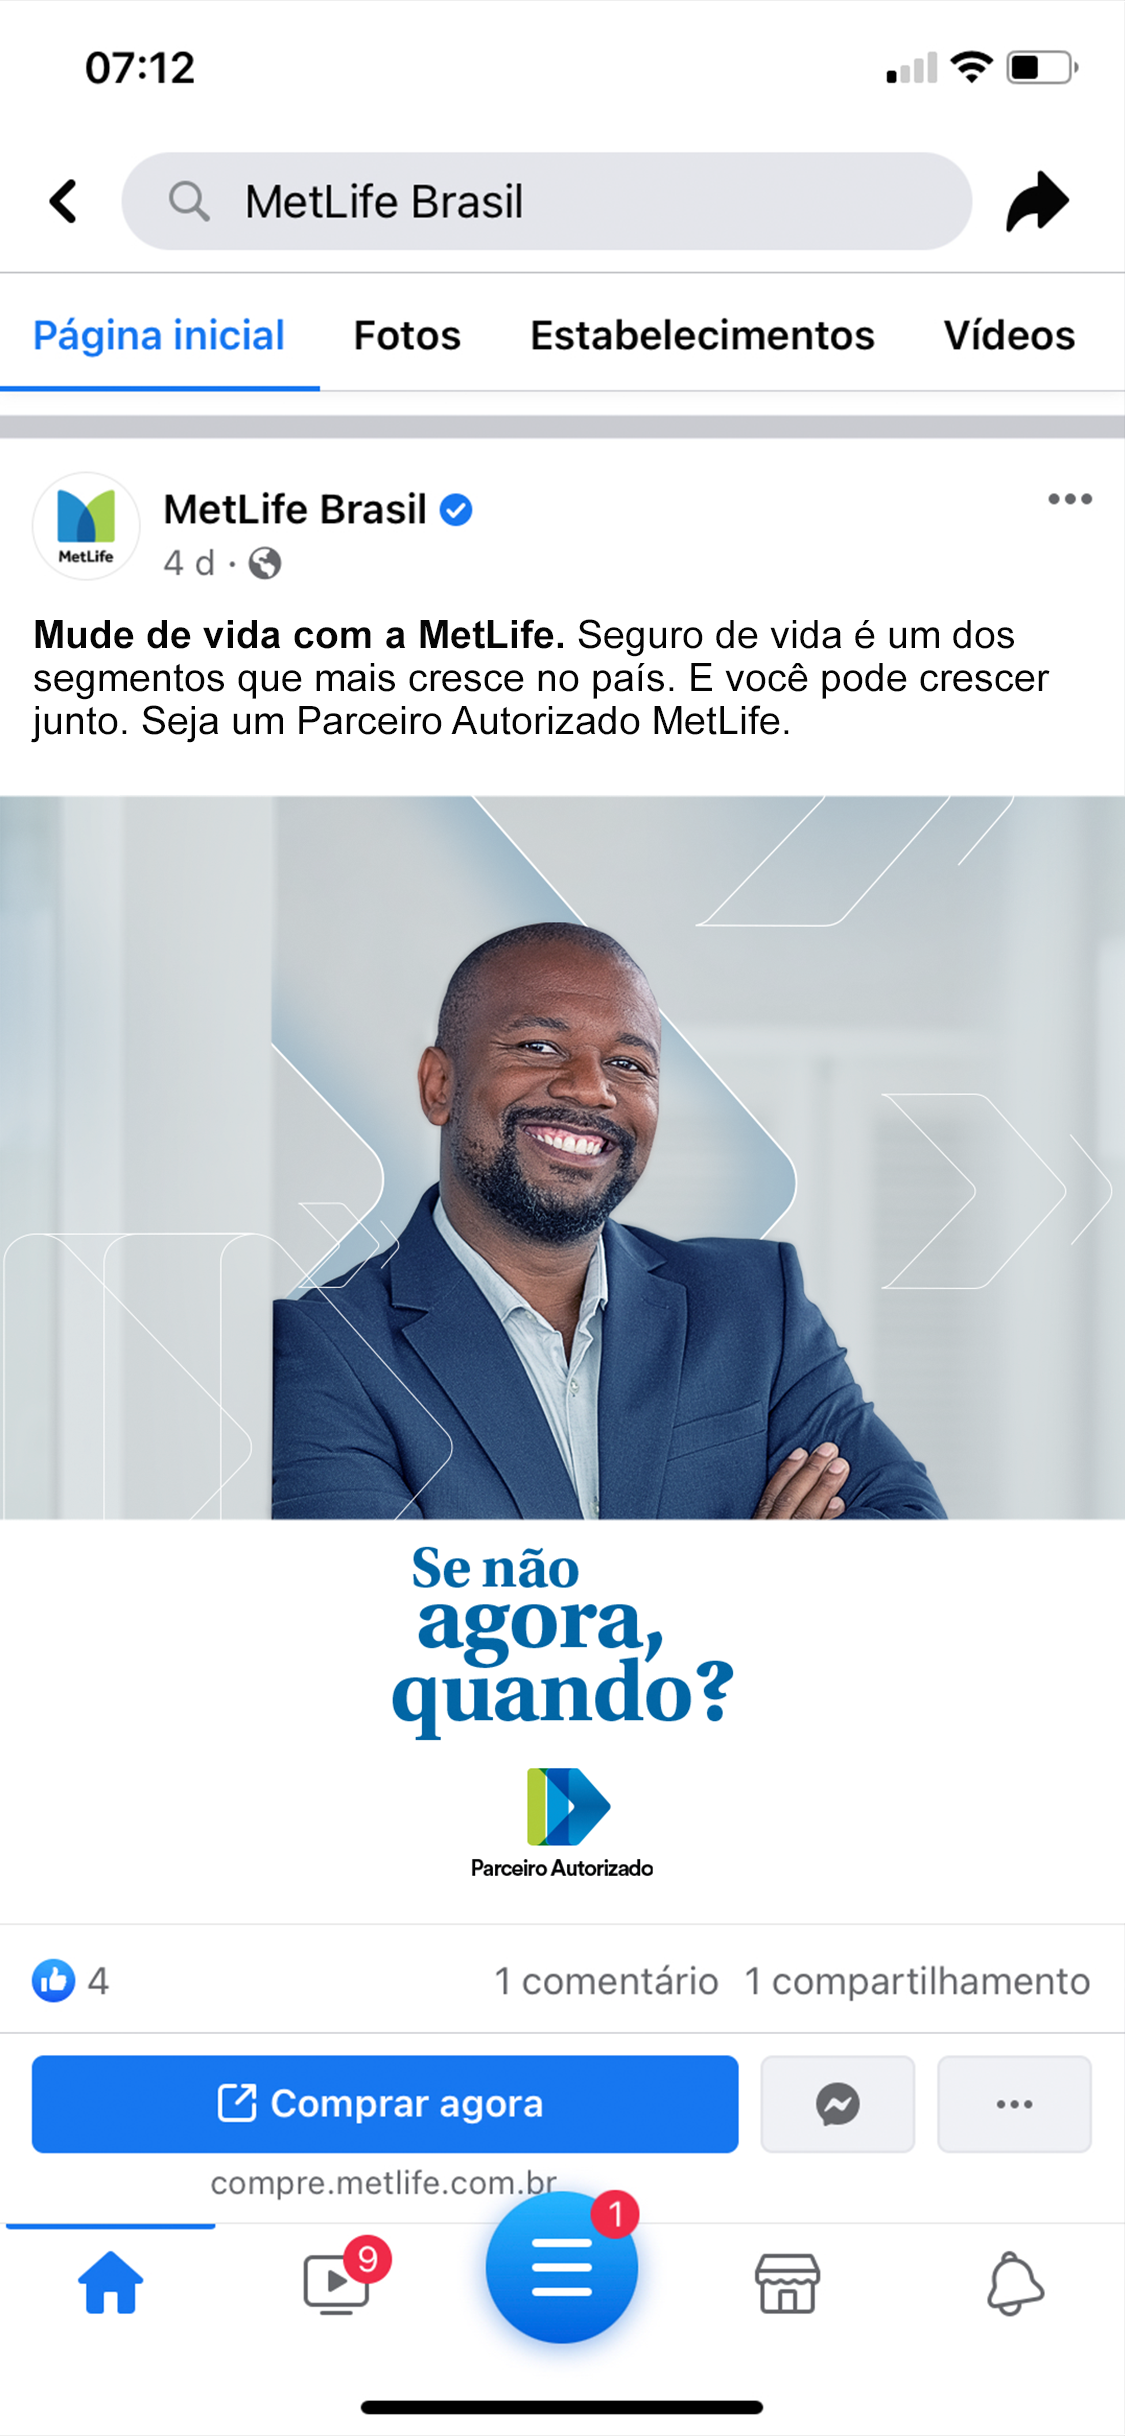 07:12
MetLife Brasil
Página inicial Fotos Estabelecimentos Vídeos
MetLife
MetLife Brasil
4 d ·
Mude de vida com a MetLife. Seguro de vida é um dos
segmentos que mais cresce no país. E você pode crescer
junto. Seja um Parceiro Autorizado MetLife.
Se não
agora,
quando?
Parceiro Autorizado
4 1 comentário 1 compartilhamento
Comprar agora
compre.metlife.com.br
1
9